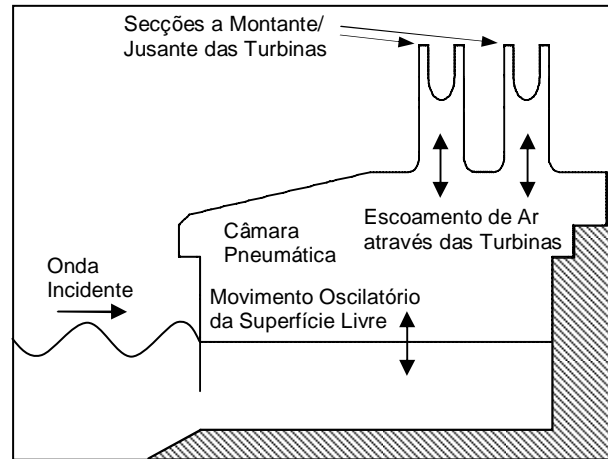 Secções a Montante/
Jusante das Turbinas
Câmara
Pneumática
Escoamento de Ar
através das Turbinas
Onda
Incidente
Movimento Oscilatório
da Superfície Livre